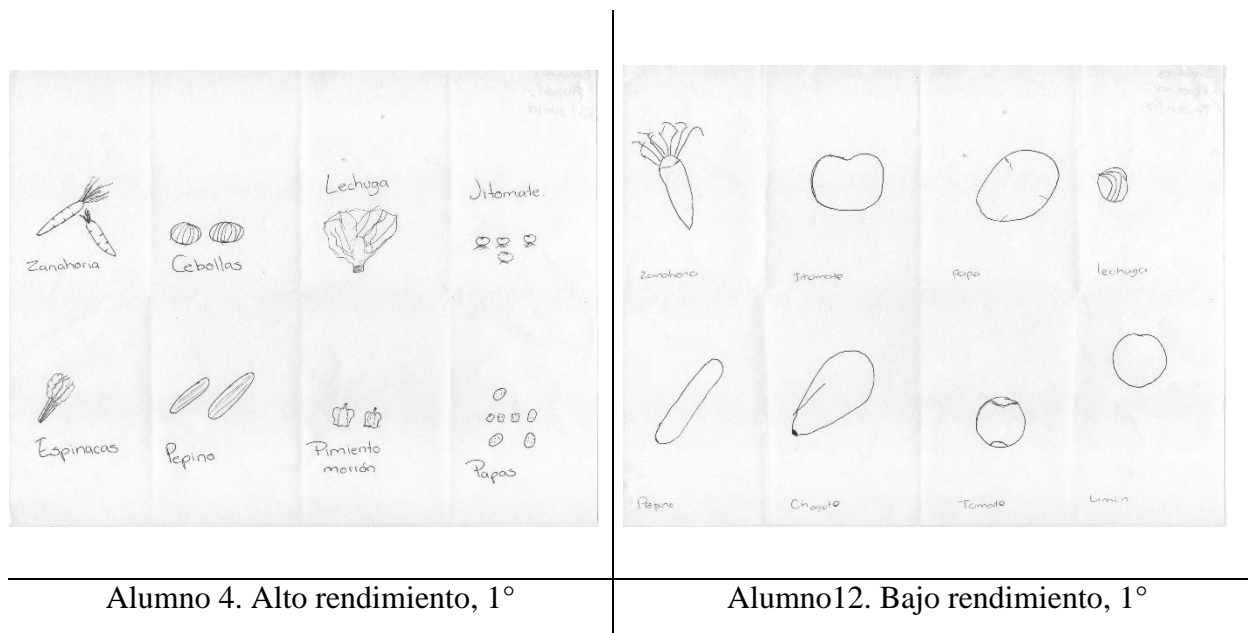 Lechuga
Jitomate.
Zanahoria
Cebollas
Espinacas
Pepino
Pimiento
morrón
Papas
Zanahoria
Jitomate
Papa
lechuga
Pepino
Chayote
Tomate
Limón
Alumno 4. Alto rendimiento, 1°
Alumno12. Bajo rendimiento, 1°